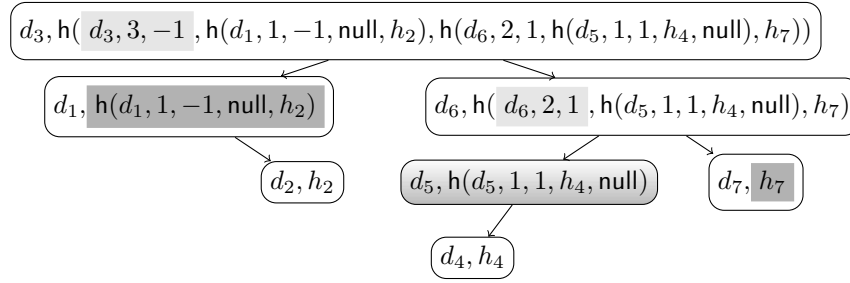 d₃, h( d₃, 3, −1 , h(d₁, 1, −1, null, h₂), h(d₆, 2, 1, h(d₅, 1, 1, h₄, null), h₇))
d₁, h(d₁, 1, −1, null, h₂)
d₆, h( d₆, 2, 1 , h(d₅, 1, 1, h₄, null), h₇)
d₂, h₂
d₅, h(d₅, 1, 1, h₄, null)
d₇, h₇
d₄, h₄